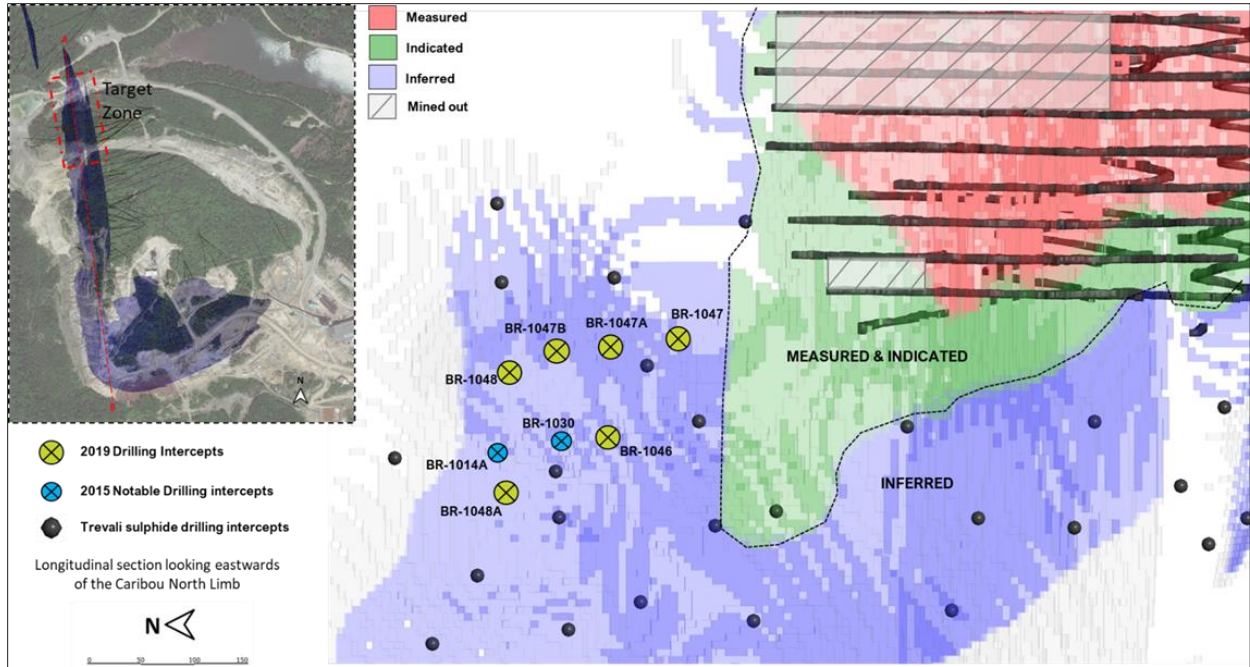 Target
Zone
N
Measured
Indicated
Inferred
Mined out
BR-1047B
BR-1047A
BR-1047
BR-1048
BR-1030
BR-1014A
BR-1046
BR-1048A
MEASURED & INDICATED
INFERRED
2019 Drilling Intercepts
2015 Notable Drilling intercepts
Trevali sulphide drilling intercepts
Longitudinal section looking eastwards
of the Caribou North Limb
N
0 50 100 150